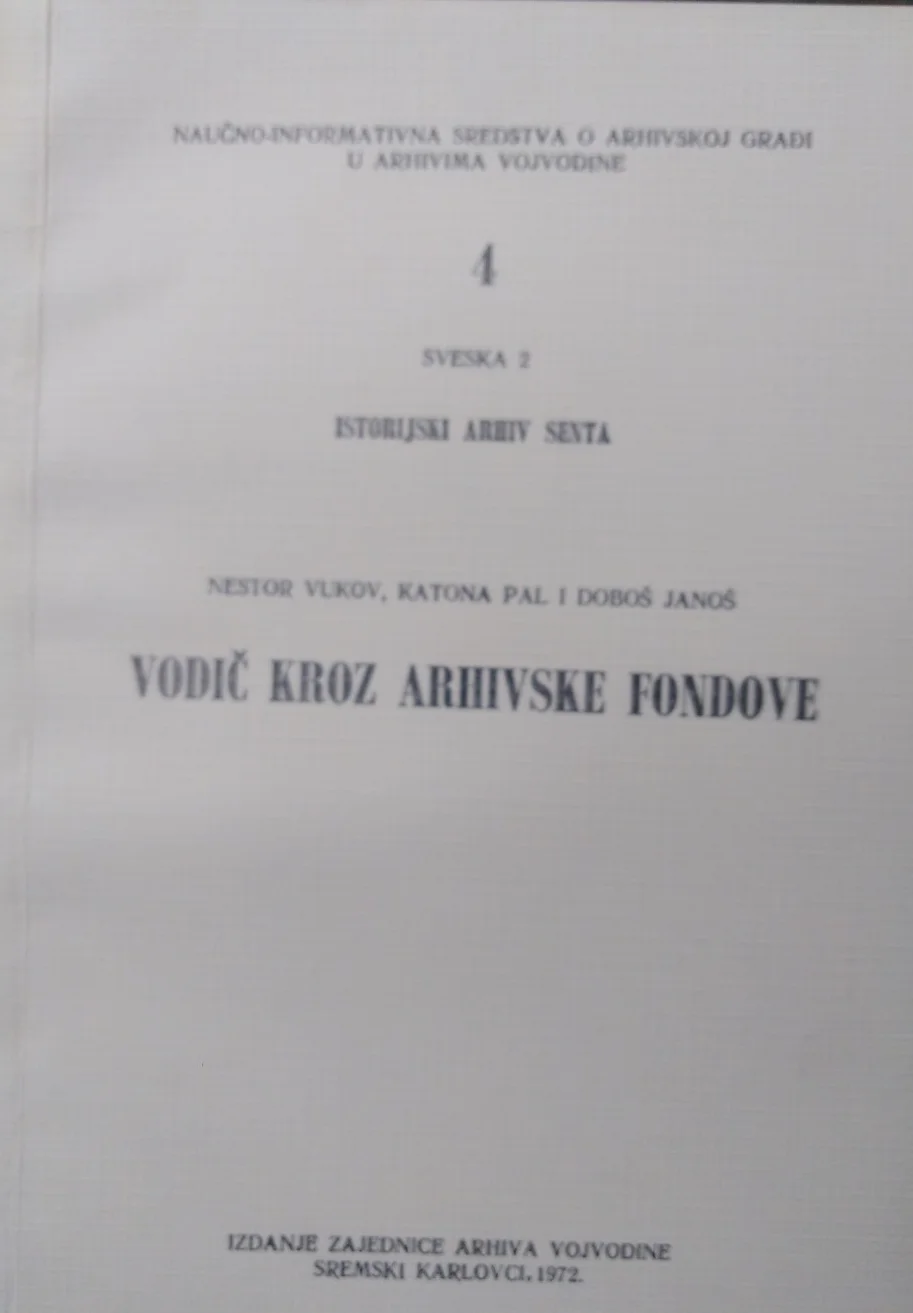 NAUČNO-INFORMATIVNA SREDSTVA O ARHIVSKOJ GRAĐI
U ARHIVIMA VOJVODINE
4
SVESKA 2
ISTORIJSKI ARHIV SENTA
NESTOR VUKOV, KATONA PAL I DOBOŠ JANOŠ
VODIČ KROZ ARHIVSKE FONDOVE
IZDANJE ZAJEDNICE ARHIVA VOJVODINE
SREMSKI KARLOVCI, 1972.